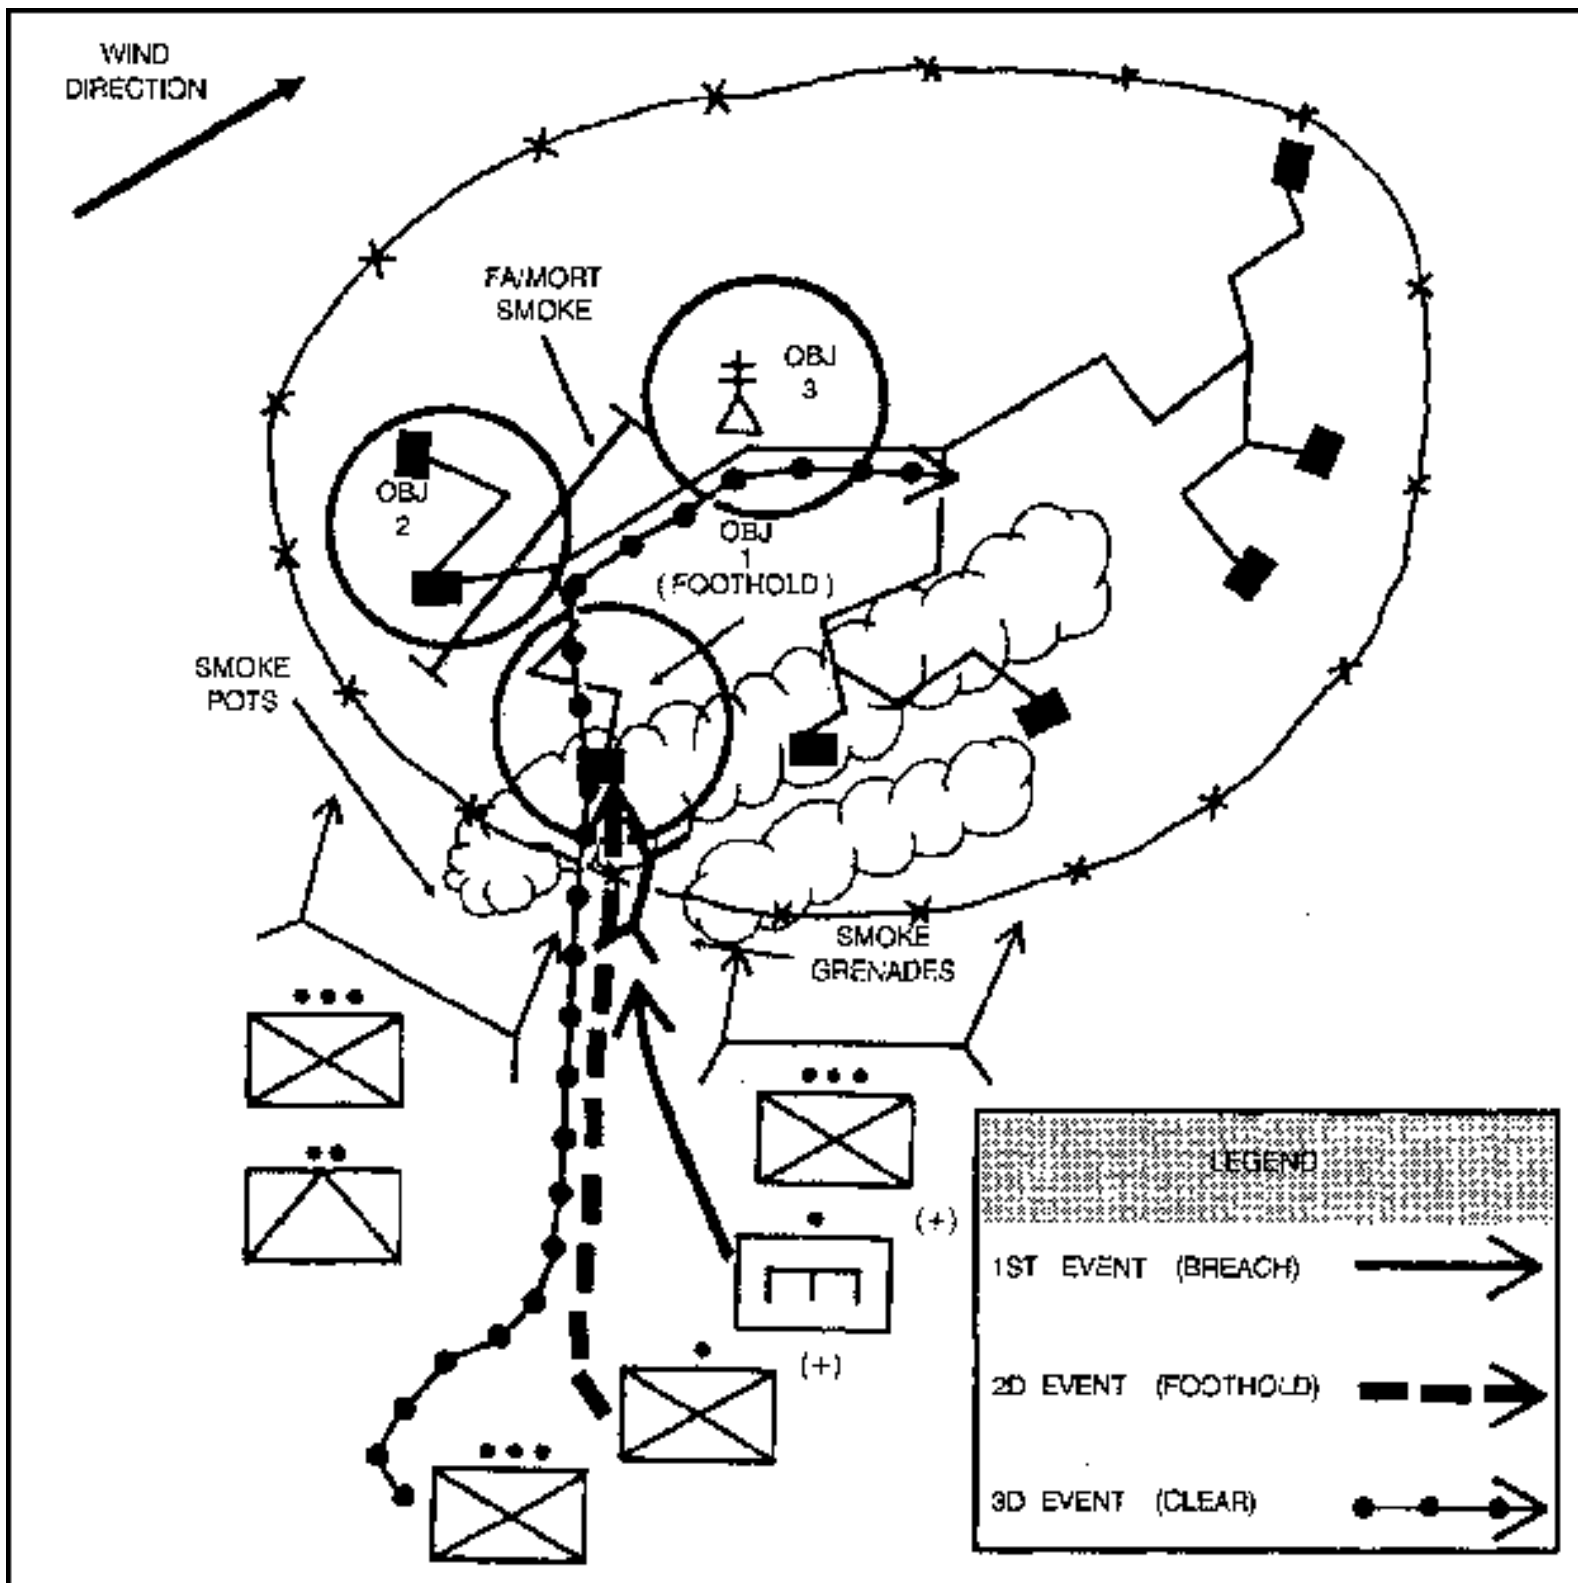 WIND
DIRECTION
FA/MORT
SMOKE
OBJ
3
OBJ
2
OBJ
1
(FOOTHOLD)
SMOKE
POTS
SMOKE
GRENADES
(+)
(+)
LEGEND
1ST EVENT (BREACH)
2D EVENT (FOOTHOLD)
3D EVENT (CLEAR)